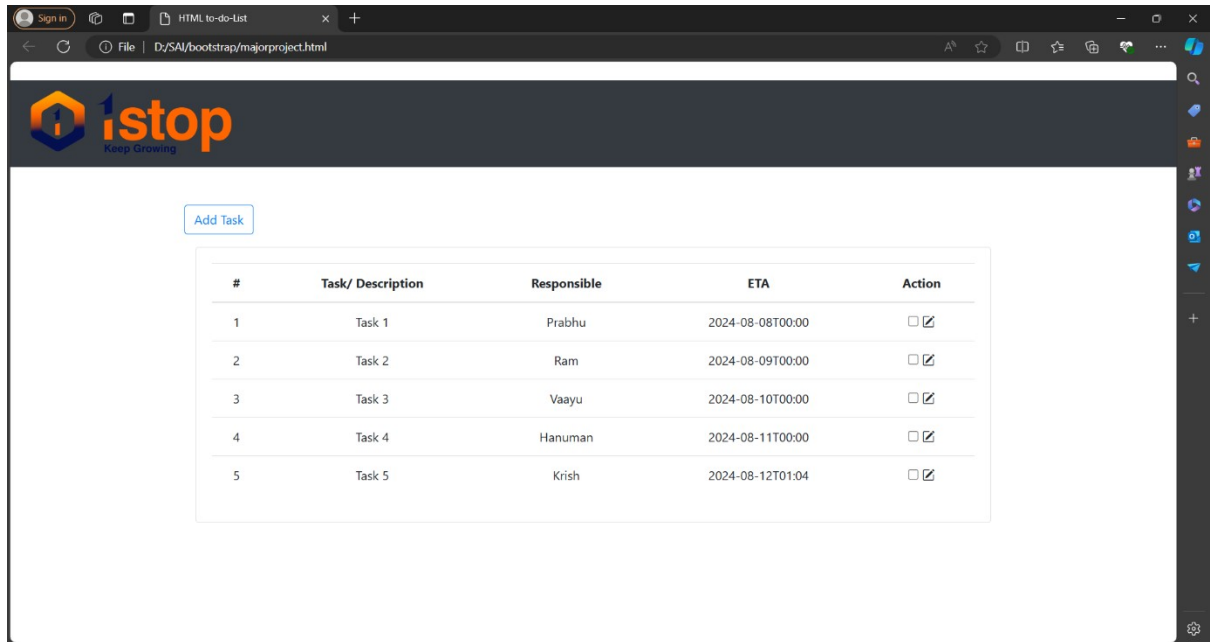 Sign in
HTML to-do-List
File | D:/SAI/bootstrap/majorproject.html
1stop
Keep Growing
Add Task
# Task/ Description Responsible ETA Action
1 Task 1 Prabhu 2024-08-08T00:00
2 Task 2 Ram 2024-08-09T00:00
3 Task 3 Vaayu 2024-08-10T00:00
4 Task 4 Hanuman 2024-08-11T00:00
5 Task 5 Krish 2024-08-12T01:04